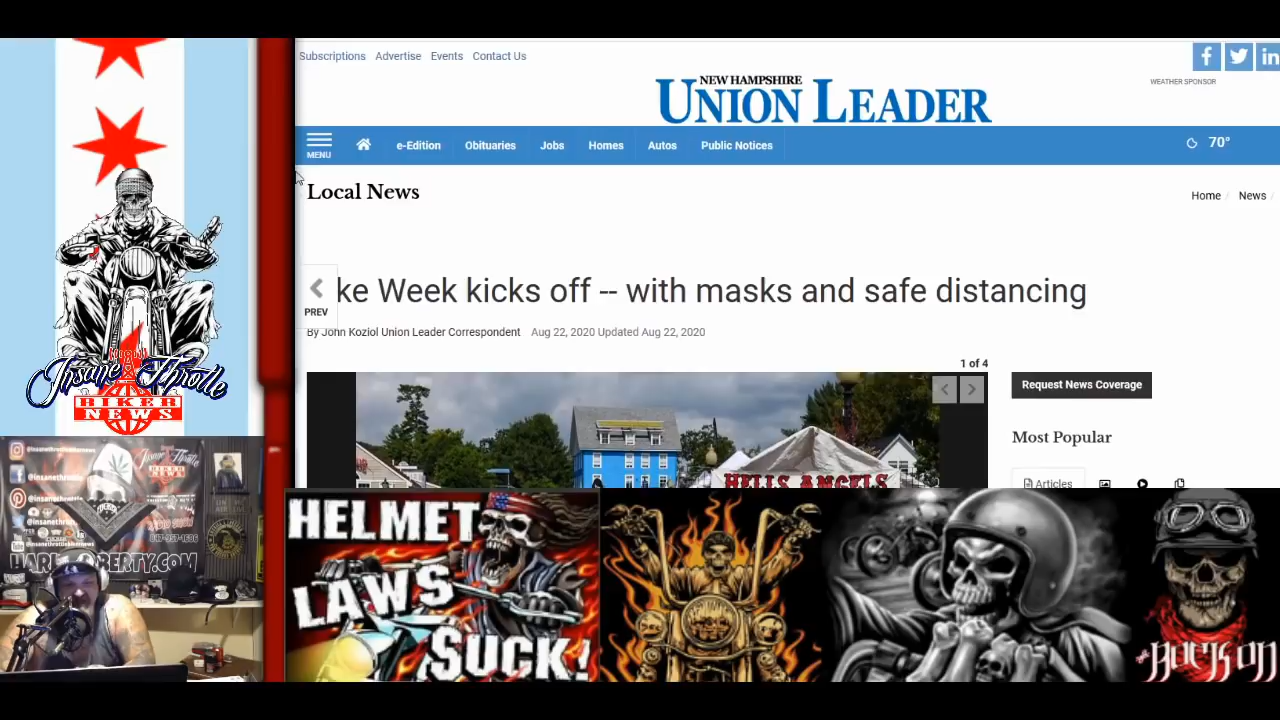 Subscriptions Advertise Events Contact Us
WEATHER SPONSOR
NEW HAMPSHIRE
UNION LEADER
MENU e-Edition Obituaries Jobs Homes Autos Public Notices 70°
Local News
Home / News /
ke Week kicks off -- with masks and safe distancing
PREV
By John Koziol Union Leader Correspondent Aug 22, 2020 Updated Aug 22, 2020
1 of 4
Request News Coverage
Most Popular
Articles
HELLS ANGELS
Insane Throttle
BIKER
NEWS
@insanethrottlebikernews
RADIO SHOW
HELMET
LAWS
SUCK!